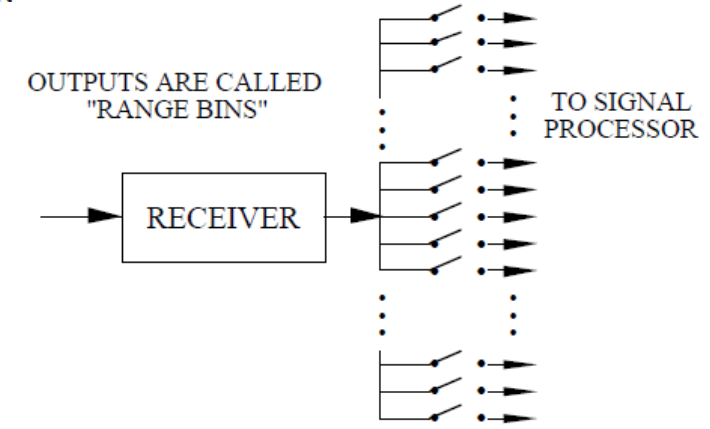 OUTPUTS ARE CALLED
"RANGE BINS"
TO SIGNAL
PROCESSOR
RECEIVER